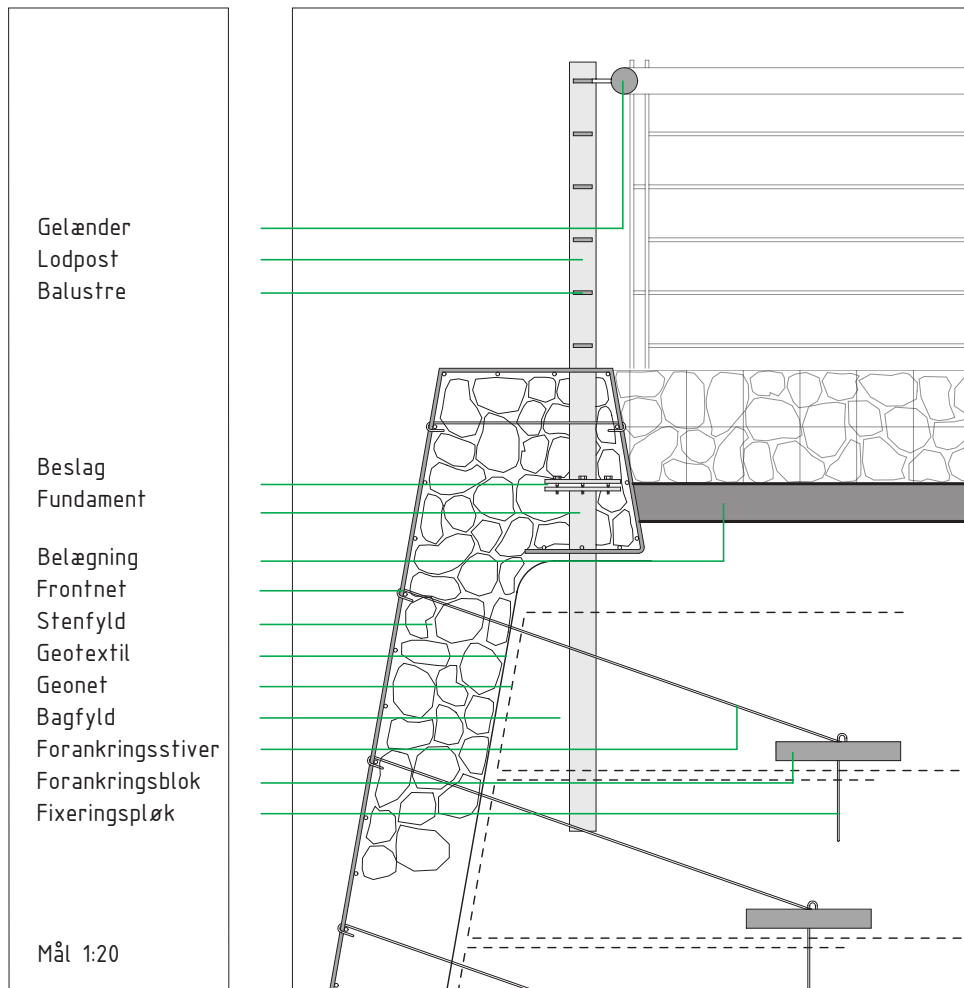 Gelænder
Lodpost
Balustre
Beslag
Fundament
Belægning
Frontnet
Stenfyld
Geotextil
Geonet
Bagfyld
Forankringsstiver
Forankringsblok
Fixeringspløk
Mål 1:20